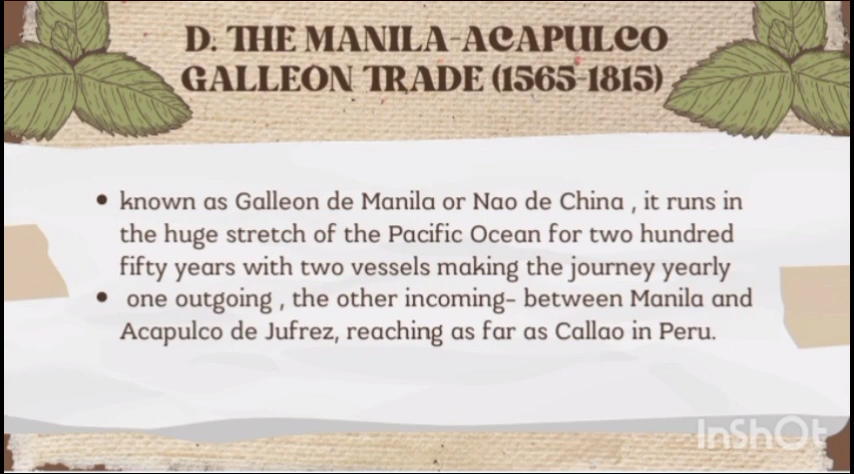 D. THE MANILA-ACAPULCO
GALLEON TRADE (1565-1815)
• known as Galleon de Manila or Nao de China , it runs in
the huge stretch of the Pacific Ocean for two hundred
fifty years with two vessels making the journey yearly
• one outgoing , the other incoming- between Manila and
Acapulco de Jufrez, reaching as far as Callao in Peru.
InShOt